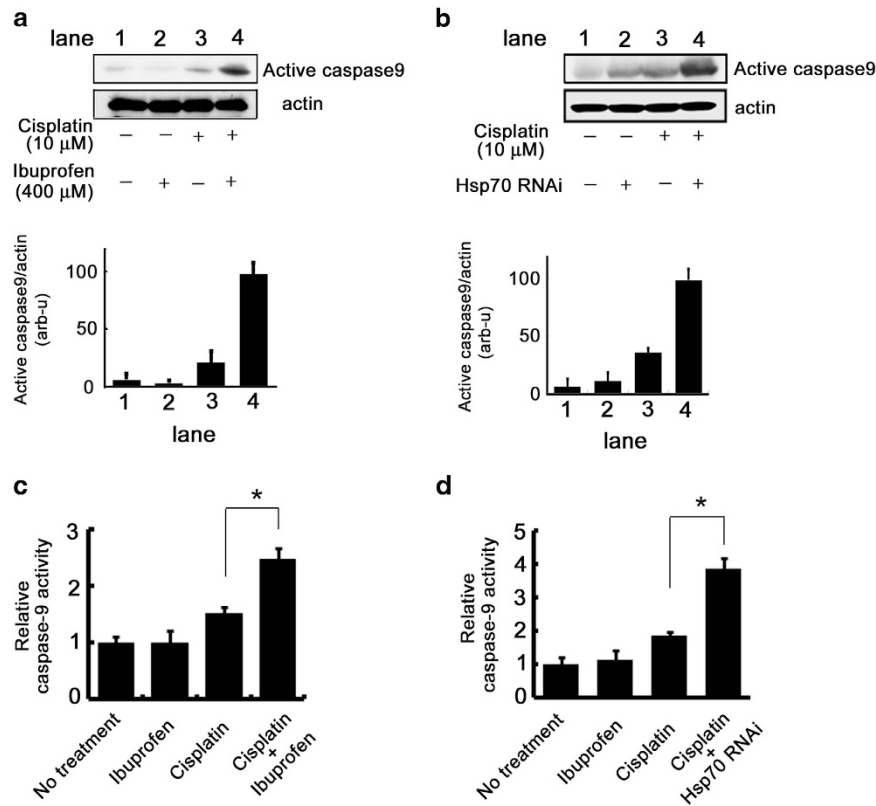 a
lane 1 2 3 4
Active caspase9
actin
Cisplatin
(10 μM)
− − + +
Ibuprofen
(400 μM)
− + − +
Active caspase9/actin
(arb-u)
100
50
0
1 2 3 4
lane
b
lane 1 2 3 4
Active caspase9
actin
Cisplatin
(10 μM)
− − + +
Hsp70 RNAi − + − +
Active caspase9/actin
(arb-u)
100
50
0
1 2 3 4
lane
c
*
Relative
caspase-9 activity
3
2
1
0
No treatment
Ibuprofen
Cisplatin
Cisplatin
+
Ibuprofen
d
*
Relative
caspase-9 activity
5
4
3
2
1
0
No treatment
Ibuprofen
Cisplatin
Cisplatin
+
Hsp70 RNAi